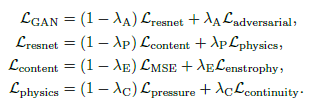 ℒ_GAN = (1 − λ_A) ℒ_resnet + λ_A ℒ_adversarial,
ℒ_resnet = (1 − λ_P) ℒ_content + λ_P ℒ_physics,
ℒ_content = (1 − λ_E) ℒ_MSE + λ_E ℒ_enstrophy,
ℒ_physics = (1 − λ_C) ℒ_pressure + λ_C ℒ_continuity.